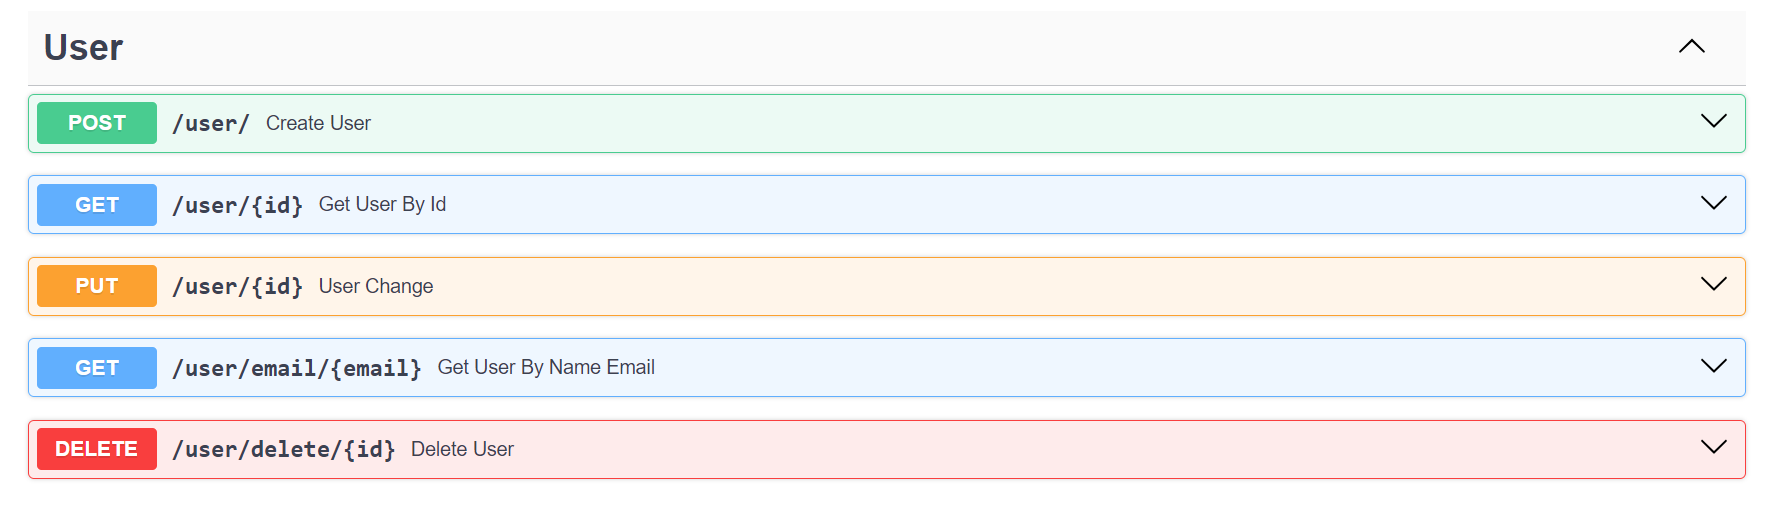 User
POST /user/ Create User
GET /user/{id} Get User By Id
PUT /user/{id} User Change
GET /user/email/{email} Get User By Name Email
DELETE /user/delete/{id} Delete User